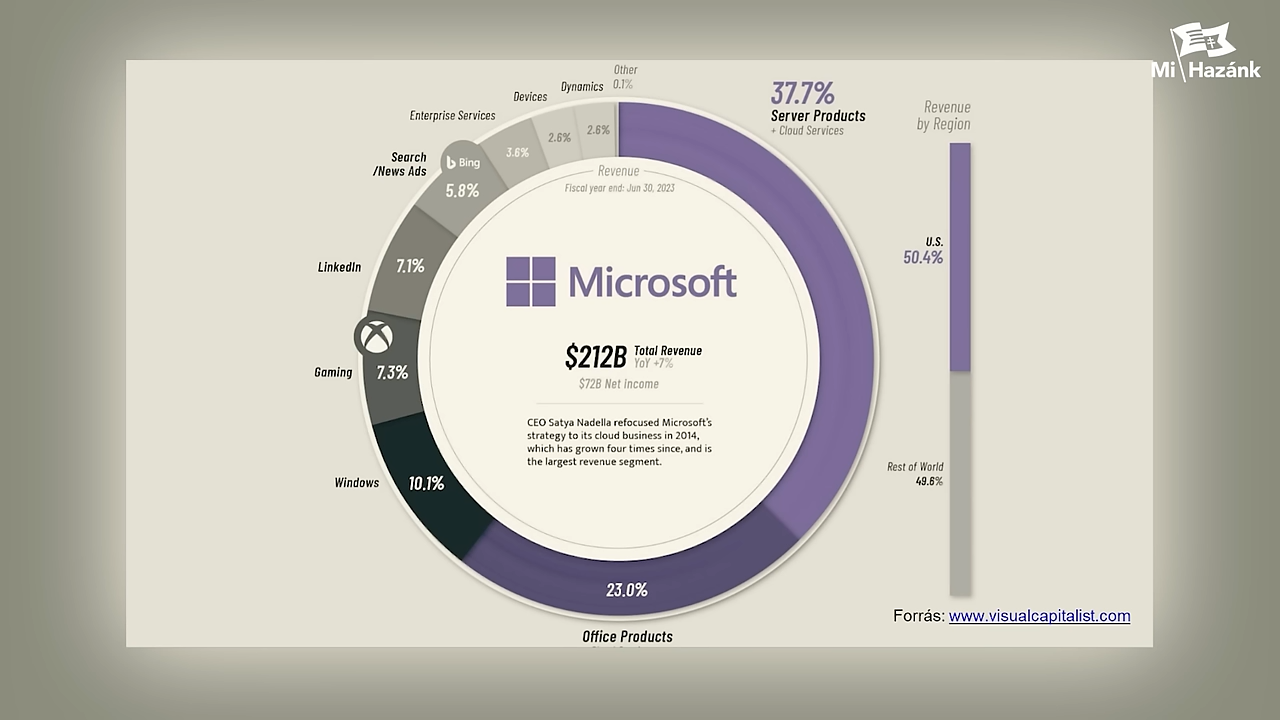 Mi Hazánk
Other
0.1%
Dynamics
2.6%
Devices
2.6%
Enterprise Services
3.6%
Search
/News Ads
Bing
5.8%
LinkedIn
7.1%
Gaming
7.3%
Windows
10.1%
23.0%
Office Products
37.7%
Server Products
+ Cloud Services
Revenue
Fiscal year end: Jun 30, 2023
Microsoft
$212B Total Revenue
YoY +7%
$72B Net Income
CEO Satya Nadella refocused Microsoft's
strategy to its cloud business in 2014,
which has grown four times since, and is
the largest revenue segment.
Revenue
by Region
U.S.
50.4%
Rest of World
49.6%
Forrás: www.visualcapitalist.com